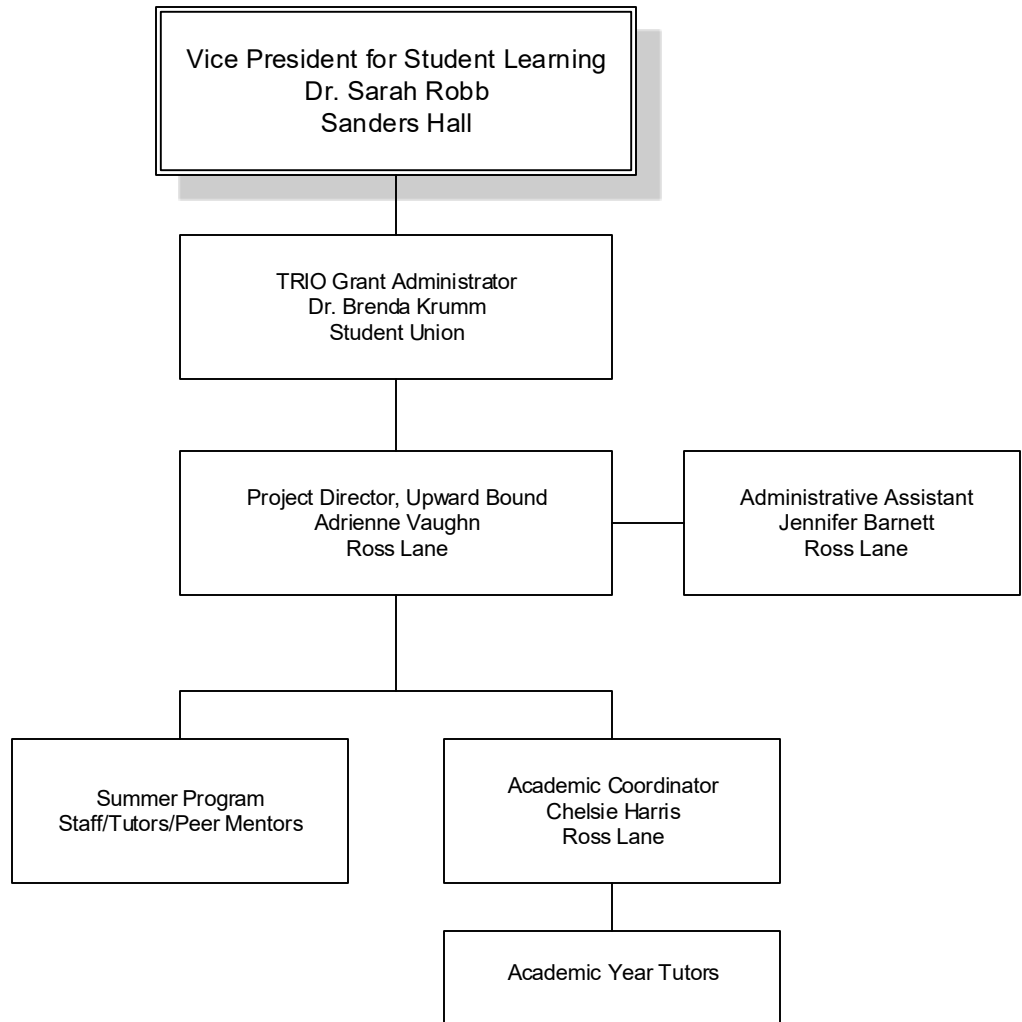 Vice President for Student Learning
Dr. Sarah Robb
Sanders Hall
TRIO Grant Administrator
Dr. Brenda Krumm
Student Union
Project Director, Upward Bound
Adrienne Vaughn
Ross Lane
Administrative Assistant
Jennifer Barnett
Ross Lane
Summer Program
Staff/Tutors/Peer Mentors
Academic Coordinator
Chelsie Harris
Ross Lane
Academic Year Tutors